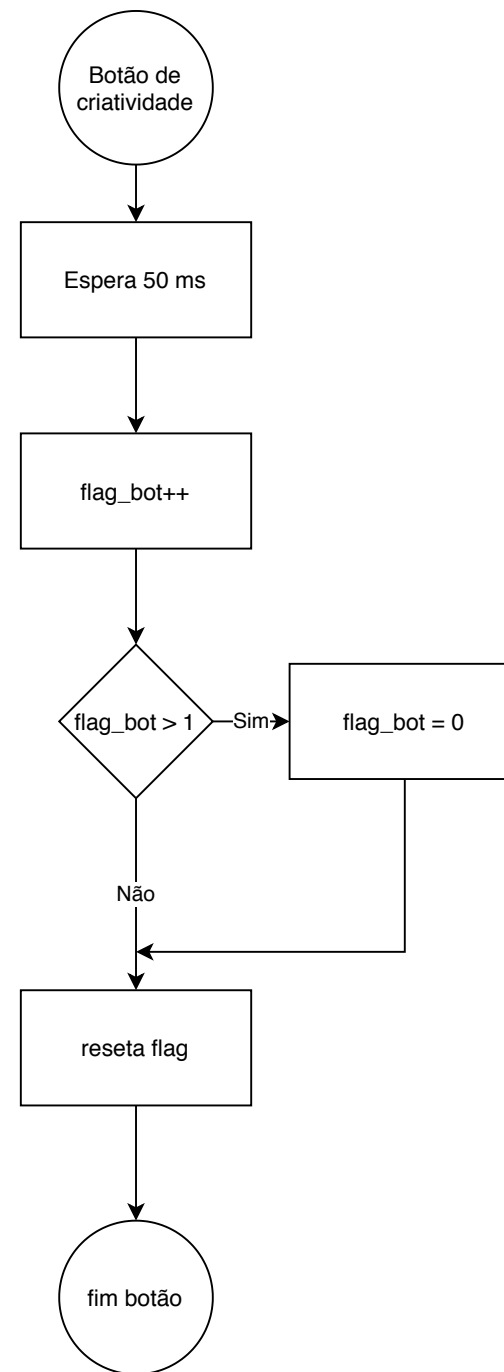 Botão de
criatividade
Espera 50 ms
flag_bot++
flag_bot > 1
Sim
flag_bot = 0
Não
reseta flag
fim botão